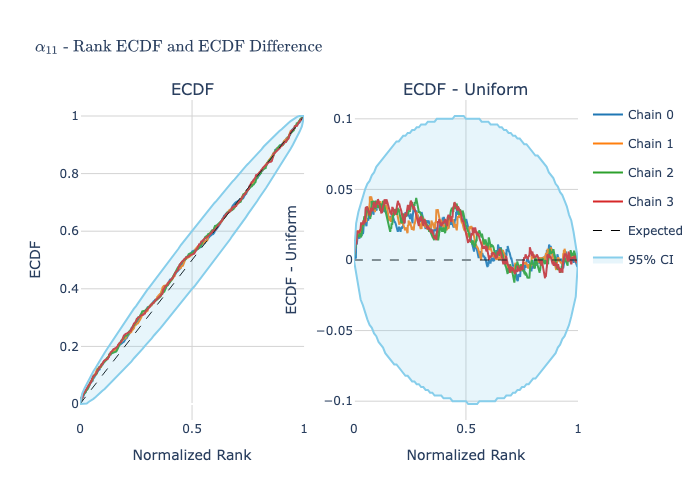 α₁₁ - Rank ECDF and ECDF Difference
ECDF
ECDF - Uniform
1
0.8
0.6
0.4
0.2
0
ECDF
0
0.5
1
Normalized Rank
0.1
0.05
0
−0.05
−0.1
ECDF - Uniform
0
0.5
1
Normalized Rank
Chain 0
Chain 1
Chain 2
Chain 3
Expected
95% CI